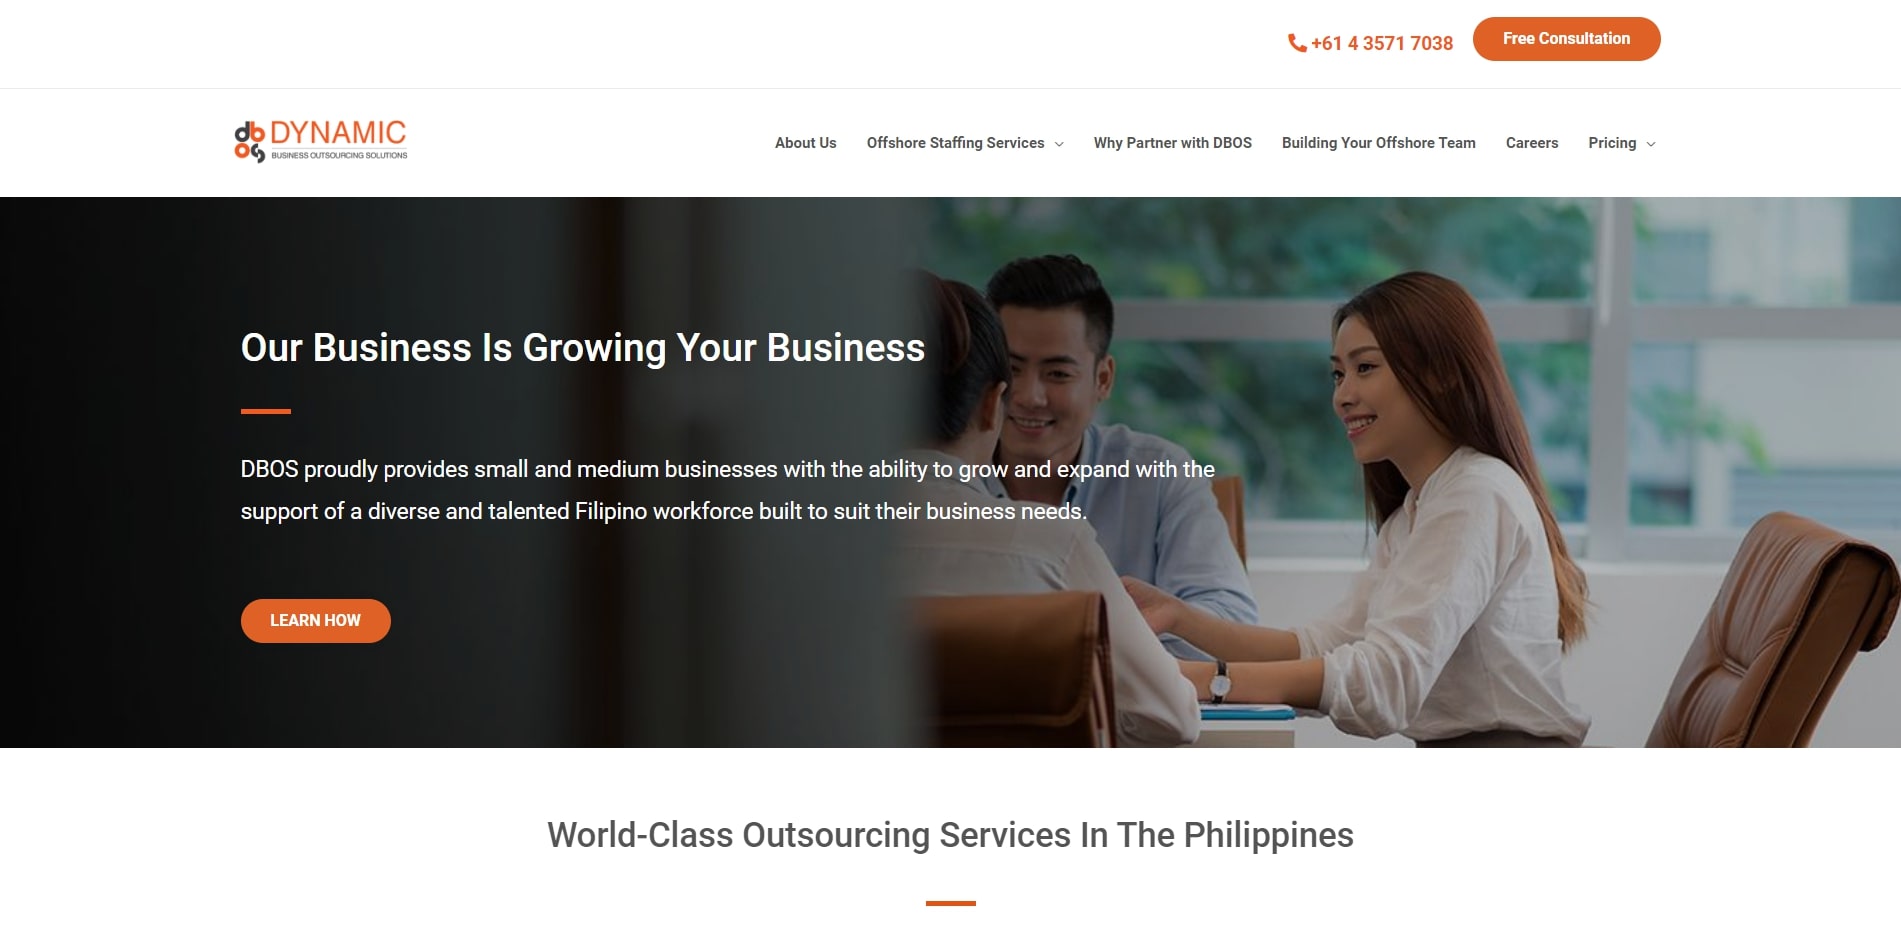 +61 4 3571 7038
Free Consultation
dbos DYNAMIC
BUSINESS OUTSOURCING SOLUTIONS
About Us
Offshore Staffing Services
Why Partner with DBOS
Building Your Offshore Team
Careers
Pricing
Our Business Is Growing Your Business
DBOS proudly provides small and medium businesses with the ability to grow and expand with the
support of a diverse and talented Filipino workforce built to suit their business needs.
LEARN HOW
World-Class Outsourcing Services In The Philippines